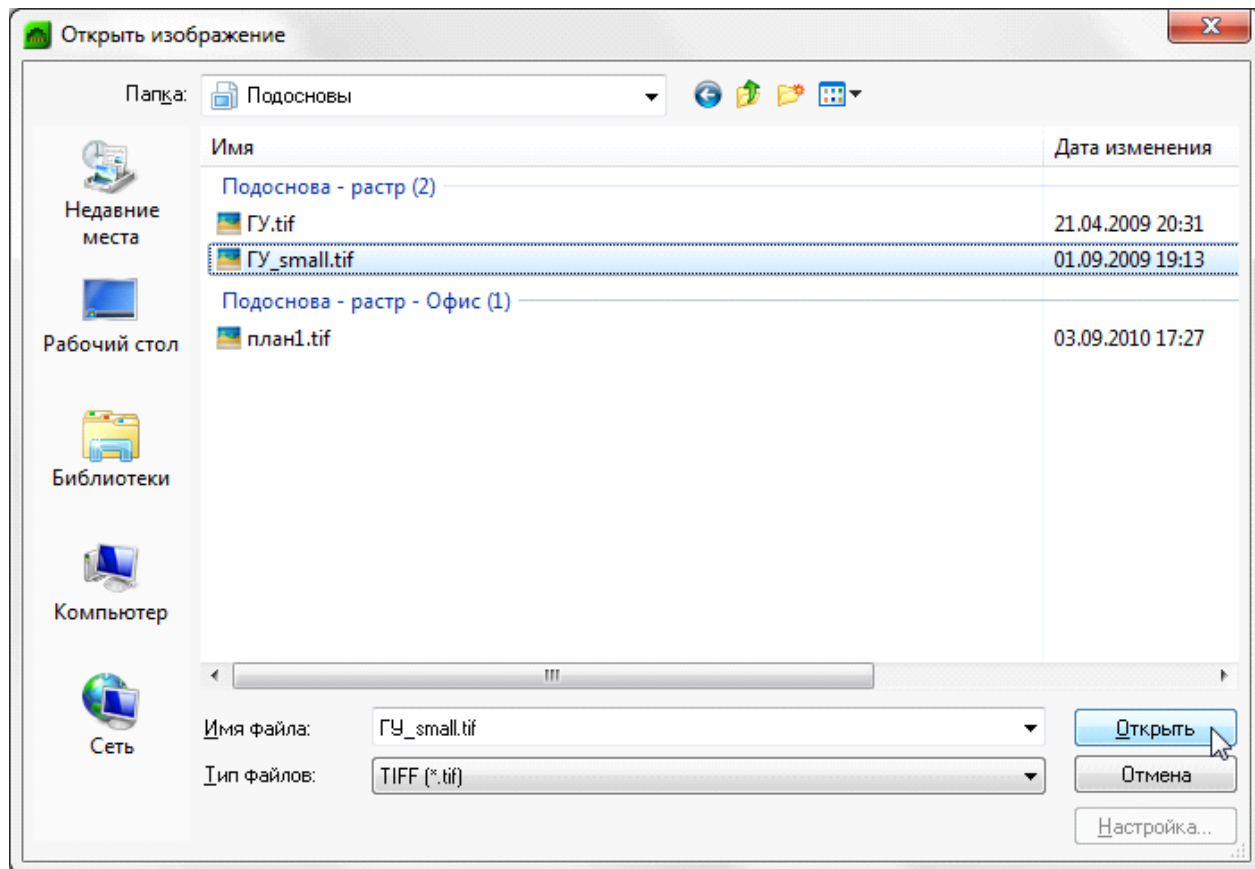 Открыть изображение
Папка: Подосновы
Имя Дата изменения
Подоснова - растр (2)
ГУ.tif 21.04.2009 20:31
ГУ_small.tif 01.09.2009 19:13
Подоснова - растр - Офис (1)
план1.tif 03.09.2010 17:27
Недавние
места
Рабочий стол
Библиотеки
Компьютер
Сеть
Имя файла: ГУ_small.tif Открыть
Тип файлов: TIFF (*.tif) Отмена
Настройка...